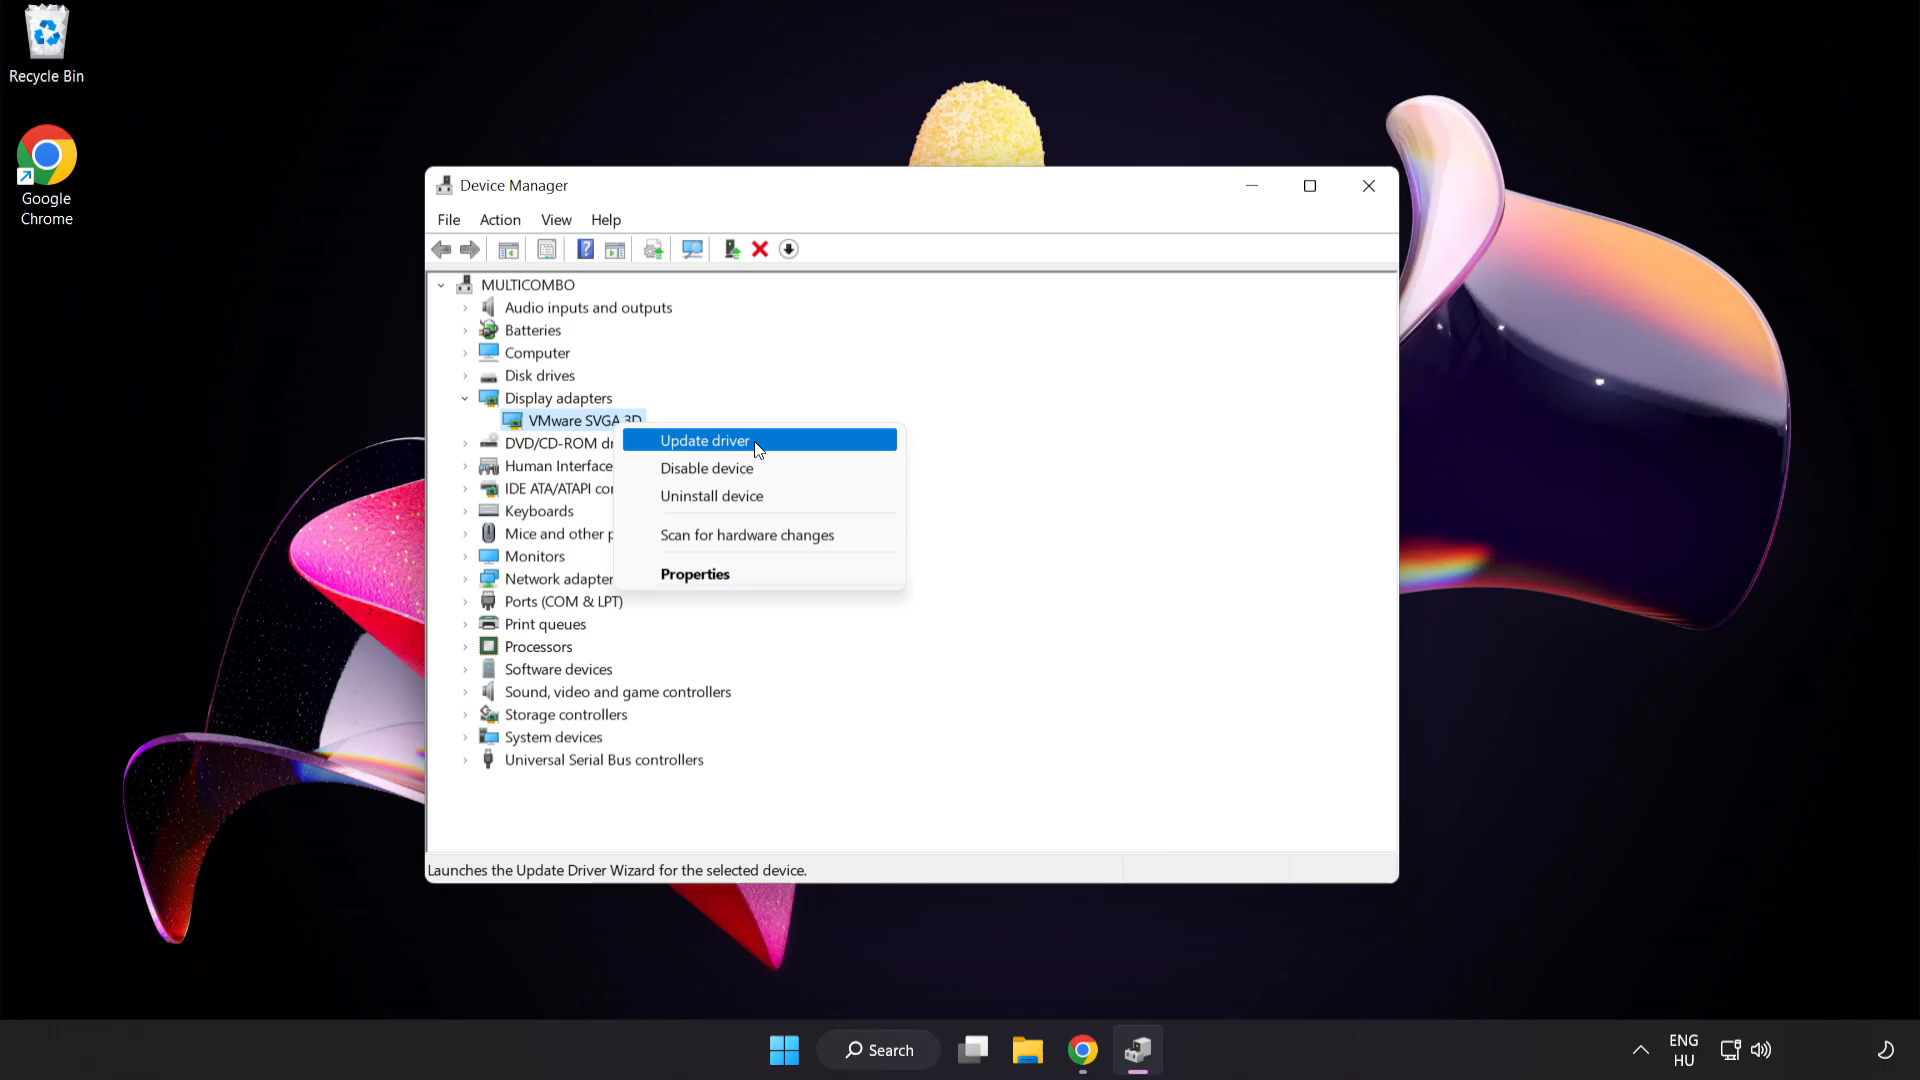 Recycle Bin
Google
Chrome
Device Manager
File Action View Help
MULTICOMBO
Audio inputs and outputs
Batteries
Computer
Disk drives
Display adapters
VMware SVGA 3D
DVD/CD-ROM
Human Interface
IDE ATA/ATAPI
Keyboards
Mice and other
Monitors
Network
Ports (COM & LPT)
Print queues
Processors
Software devices
Sound, video and game controllers
Storage controllers
System devices
Universal Serial Bus controllers
Update driver
Disable device
Uninstall device
Scan for hardware changes
Properties
Launches the Update Driver Wizard for the selected device.
Search
ENG
HU